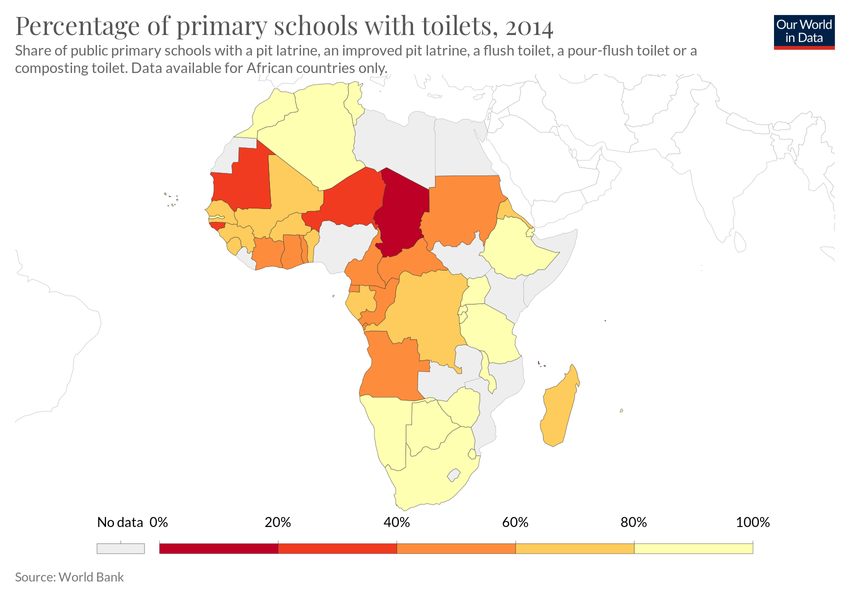 Percentage of primary schools with toilets, 2014
Our World
in Data
Share of public primary schools with a pit latrine, an improved pit latrine, a flush toilet, a pour-flush toilet or a
composting toilet. Data available for African countries only.
No data 0% 20% 40% 60% 80% 100%
Source: World Bank